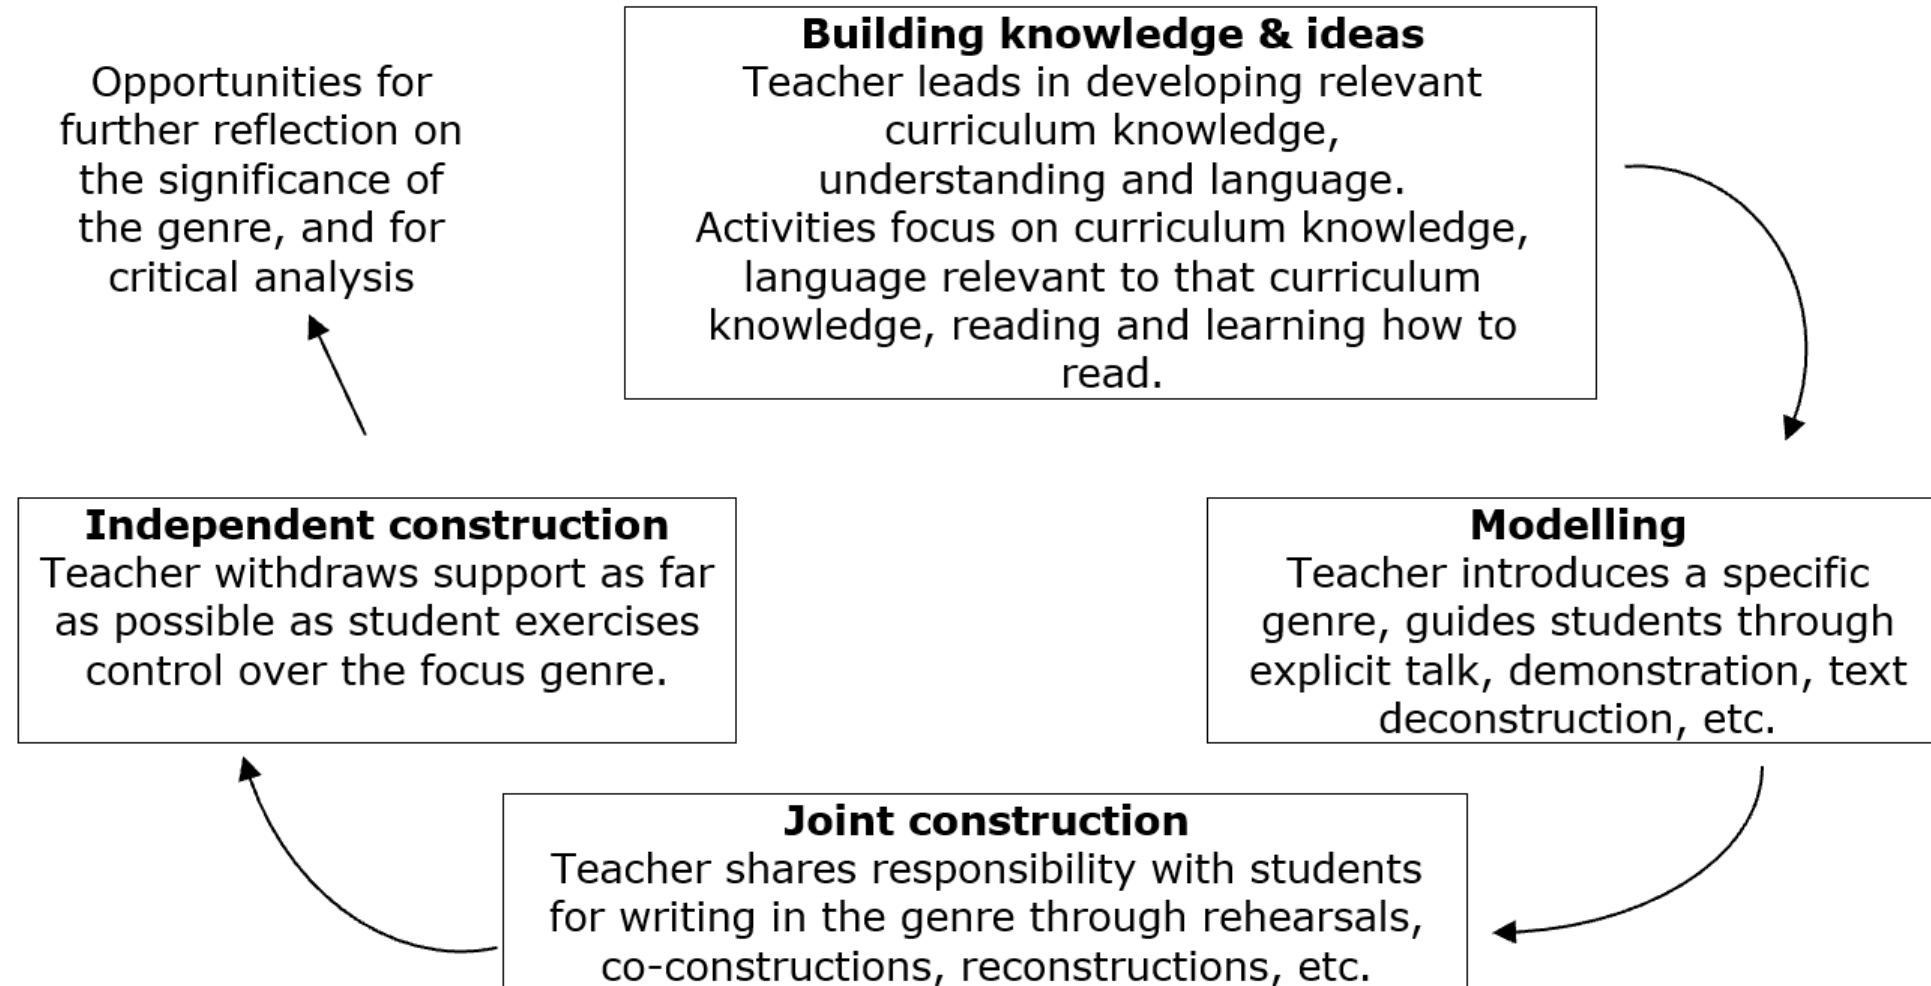 Building knowledge & ideas
Teacher leads in developing relevant
curriculum knowledge,
understanding and language.
Activities focus on curriculum knowledge,
language relevant to that curriculum
knowledge, reading and learning how to
read.
Modelling
Teacher introduces a specific
genre, guides students through
explicit talk, demonstration, text
deconstruction, etc.
Joint construction
Teacher shares responsibility with students
for writing in the genre through rehearsals,
co-constructions, reconstructions, etc.
Independent construction
Teacher withdraws support as far
as possible as student exercises
control over the focus genre.
Opportunities for
further reflection on
the significance of
the genre, and for
critical analysis